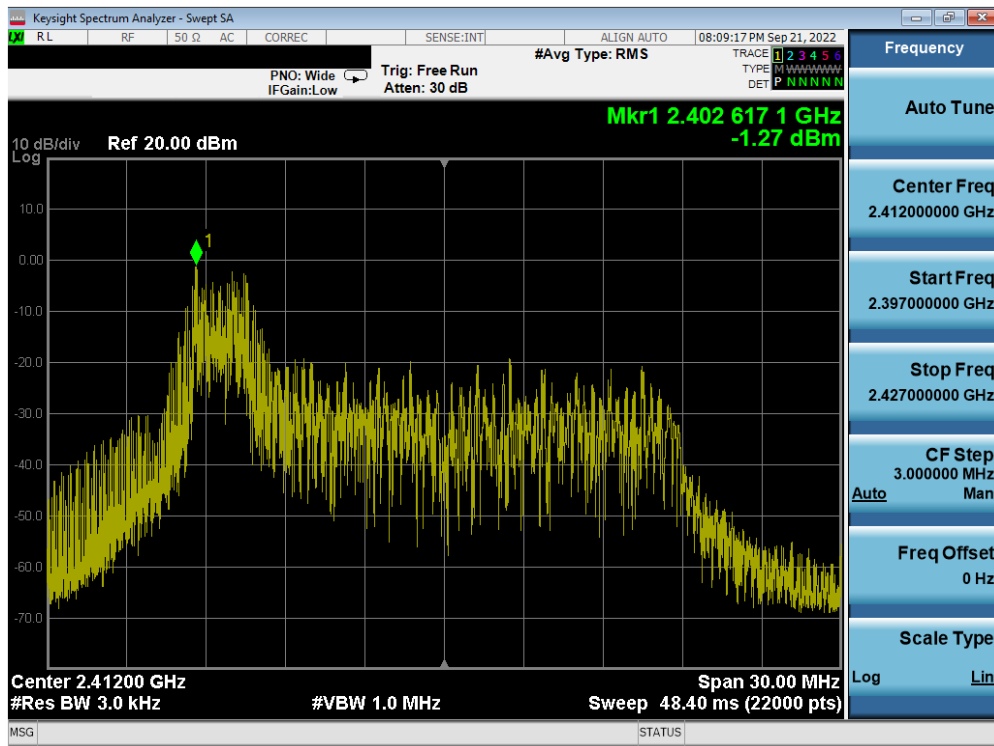 Keysight Spectrum Analyzer - Swept SA
LXI RL RF 50 Ω AC CORREC SENSE:INT ALIGN AUTO 08:09:17 PM Sep 21, 2022
#Avg Type: RMS
TRACE 1 2 3 4 5 6
TYPE M WWWWW
DET P N N N N N
PNO: Wide
IFGain:Low
Trig: Free Run
Atten: 30 dB
Mkr1 2.402 617 1 GHz
-1.27 dBm
10 dB/div
Log
Ref 20.00 dBm
10.0
1
0.00
-10.0
-20.0
-30.0
-40.0
-50.0
-60.0
-70.0
Center 2.41200 GHz
Span 30.00 MHz
#Res BW 3.0 kHz
#VBW 1.0 MHz
Sweep 48.40 ms (22000 pts)
MSG
STATUS
Frequency
Auto Tune
Center Freq
2.412000000 GHz
Start Freq
2.397000000 GHz
Stop Freq
2.427000000 GHz
CF Step
3.000000 MHz
Auto Man
Freq Offset
0 Hz
Scale Type
Log Lin